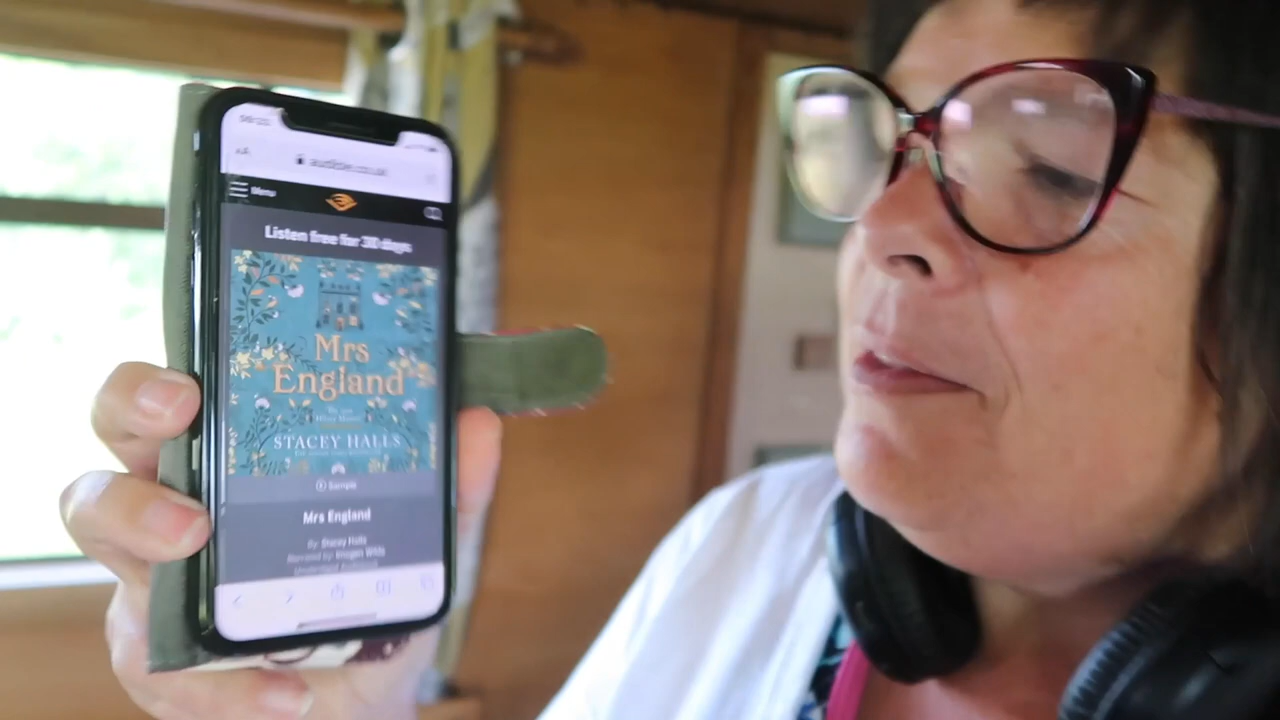 audible.co.uk
Menu
Listen free for 30 days
Mrs
England
STACEY HALLS
Sample
Mrs England
By: Stacey Halls
Narrated by: Imogen Wilde